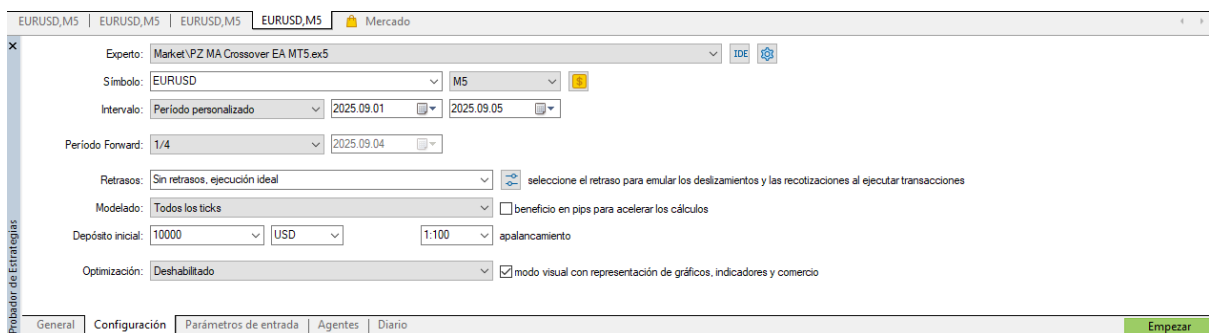 EURUSD,M5 | EURUSD,M5 | EURUSD,M5 | EURUSD,M5 | Mercado
Experto: Market\PZ MA Crossover EA MT5.ex5 IDE
Símbolo: EURUSD M5 $
Intervalo: Período personalizado 2025.09.01 2025.09.05
Período Forward: 1/4 2025.09.04
Retrasos: Sin retrasos, ejecución ideal seleccione el retraso para emular los deslizamientos y las recotizaciones al ejecutar transacciones
Modelado: Todos los ticks beneficio en pips para acelerar los cálculos
Depósito inicial: 10000 USD 1:100 apalancamiento
Optimización: Deshabilitado modo visual con representación de gráficos, indicadores y comercio
Probador de Estrategias
General | Configuración | Parámetros de entrada | Agentes | Diario Empezar